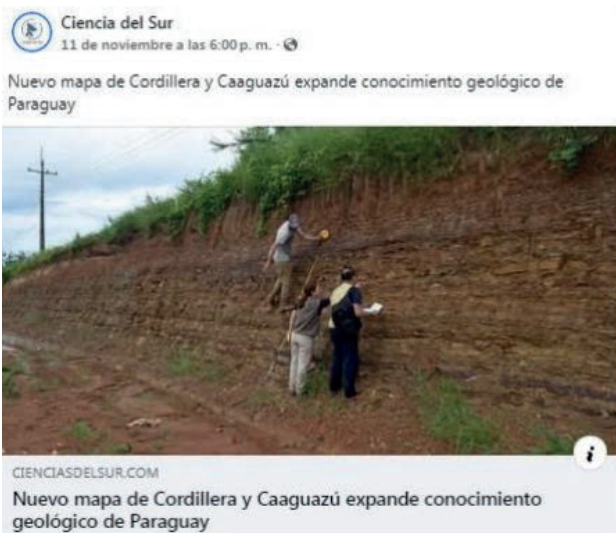 Ciencia del Sur
11 de noviembre a las 6:00 p. m. ·
Nuevo mapa de Cordillera y Caaguazú expande conocimiento geológico de
Paraguay
i
CIENCIASDELSUR.COM
Nuevo mapa de Cordillera y Caaguazú expande conocimiento
geológico de Paraguay